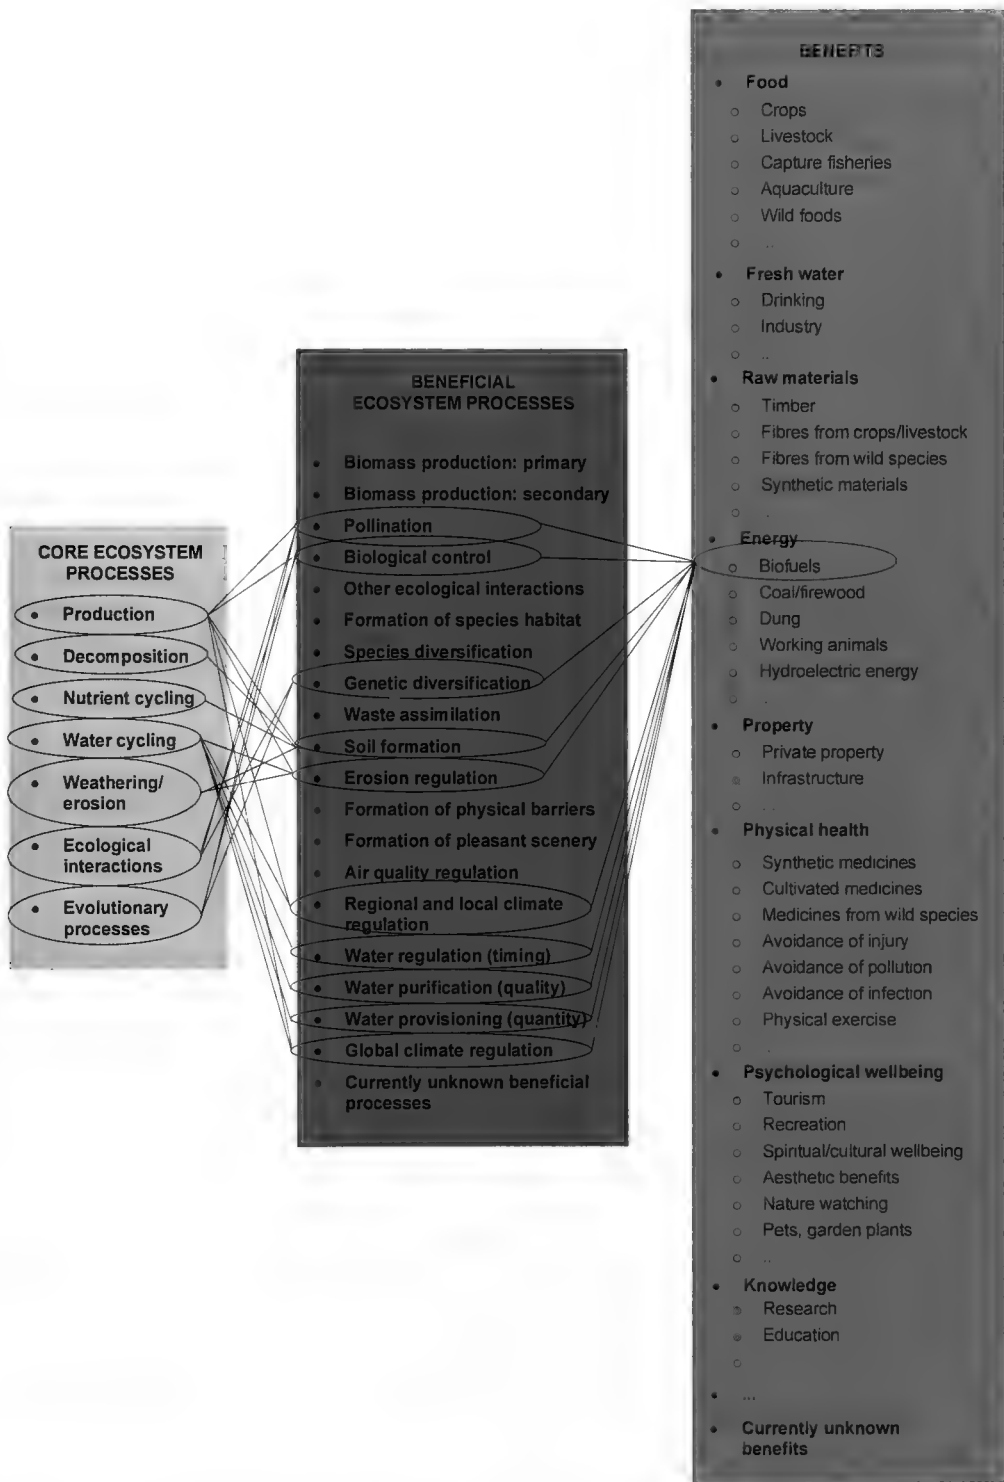 CORE ECOSYSTEM
PROCESSES
• Production
• Decomposition
• Nutrient cycling
• Water cycling
• Weathering/
erosion
• Ecological
interactions
• Evolutionary
processes
BENEFICIAL
ECOSYSTEM PROCESSES
• Biomass production: primary
• Biomass production: secondary
• Pollination
• Biological control
• Other ecological interactions
• Formation of species habitat
• Species diversification
• Genetic diversification
• Waste assimilation
• Soil formation
• Erosion regulation
• Formation of physical barriers
• Formation of pleasant scenery
• Air quality regulation
• Regional and local climate
regulation
• Water regulation (timing)
• Water purification (quality)
• Water provisioning (quantity)
• Global climate regulation
• Currently unknown beneficial
processes
BENEFITS
• Food
o Crops
o Livestock
o Capture fisheries
o Aquaculture
o Wild foods
o ..
• Fresh water
o Drinking
o Industry
o ..
• Raw materials
o Timber
o Fibres from crops/livestock
o Fibres from wild species
o Synthetic materials
o .
• Energy
o Biofuels
o Coal/firewood
o Dung
o Working animals
o Hydroelectric energy
o .
• Property
o Private property
o Infrastructure
o ..
• Physical health
o Synthetic medicines
o Cultivated medicines
o Medicines from wild species
o Avoidance of injury
o Avoidance of pollution
o Avoidance of infection
o Physical exercise
o .
• Psychological wellbeing
o Tourism
o Recreation
o Spiritual/cultural wellbeing
o Aesthetic benefits
o Nature watching
o Pets, garden plants
o ..
• Knowledge
o Research
o Education
o
• ...
• Currently unknown
benefits